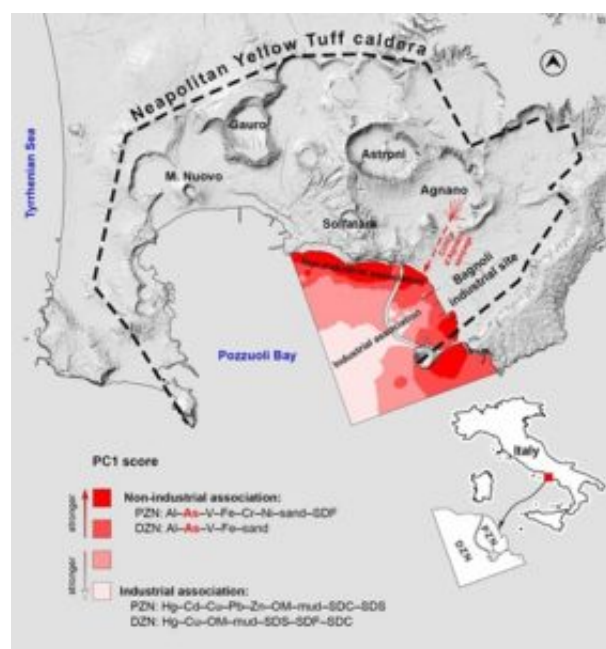 Neapolitan Yellow Tuff caldera
Tyrrhenian Sea
Gauro
Astroni
M. Nuovo
Agnano
Solfatara
Bagnoli
industrial site
Industrial association
Pozzuoli Bay
Italy
PC1 score
stronger
Non-industrial association:
PZN: Al–As–V–Fe–Cr–Ni–sand–SDF
DZN: Al–As–V–Fe–sand
stronger
Industrial association:
PZN: Hg–Cd–Cu–Pb–Zn–OM–mud–SDC–SDS
DZN: Hg–Cu–OM–mud–SDS–SDF–SDC